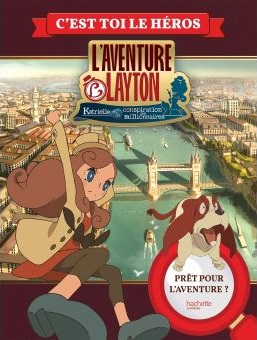 C'EST TOI LE HÉROS
L'AVENTURE
LAYTON
Katrielle et la conspiration
des millionnaires
PRÊT POUR
L'AVENTURE ?
hachette